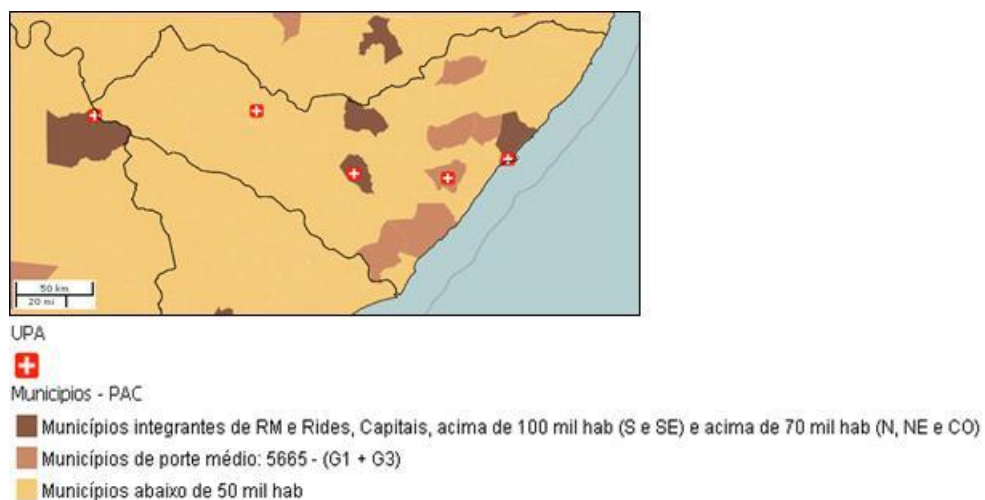 50 km
20 mi
UPA
Municipios - PAC
Municípios integrantes de RM e Rides, Capitais, acima de 100 mil hab (S e SE) e acima de 70 mil hab (N, NE e CO)
Municípios de porte médio: 5665 - (G1 + G3)
Municípios abaixo de 50 mil hab